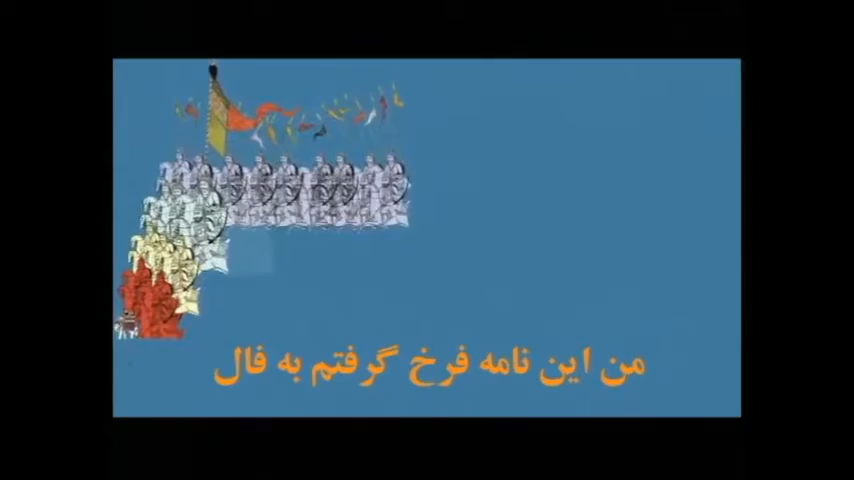 من این نامه فرخ گرفتم به فال